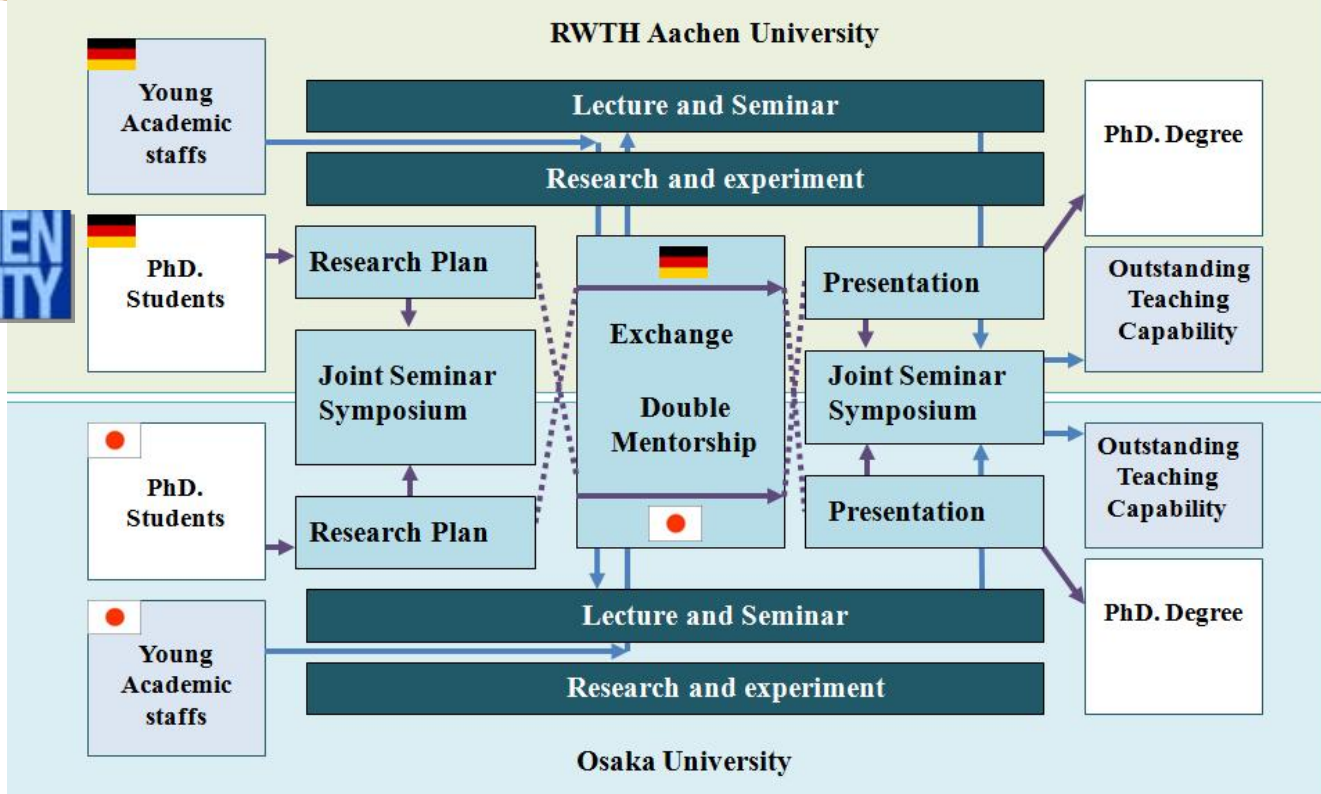 RWTH Aachen University
Young
Academic
staffs
Lecture and Seminar
Research and experiment
PhD. Degree
EN
ITY
PhD.
Students
Research Plan
Joint Seminar
Symposium
Exchange
Double
Mentorship
Presentation
Joint Seminar
Symposium
Outstanding
Teaching
Capability
PhD.
Students
Research Plan
Presentation
Outstanding
Teaching
Capability
Young
Academic
staffs
Lecture and Seminar
Research and experiment
PhD. Degree
Osaka University